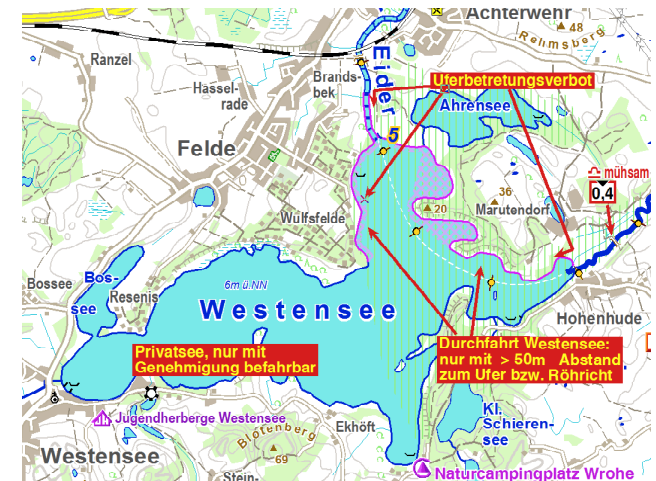 Achterwehr
48
Reimsberg
Ranzel
Eider
Brands-
bek
Hassel-
rade
Uferbetretungsverbot
Ahrensee
5
Felde
mühsam
0,4
36
20
Marutendorf
Wulfsfelde
Bossee
Bos-
see
6m ü.NN
Resenis
Westensee
Hohenhude
Privatsee, nur mit
Genehmigung befahrbar
Durchfahrt Westensee:
nur mit > 50m Abstand
zum Ufer bzw. Röhricht
Jugendherberge Westensee
Kl.
Schieren-
see
Ekhöft
Blotenberg
69
Westensee
Stein-
Naturcampingplatz Wrohe